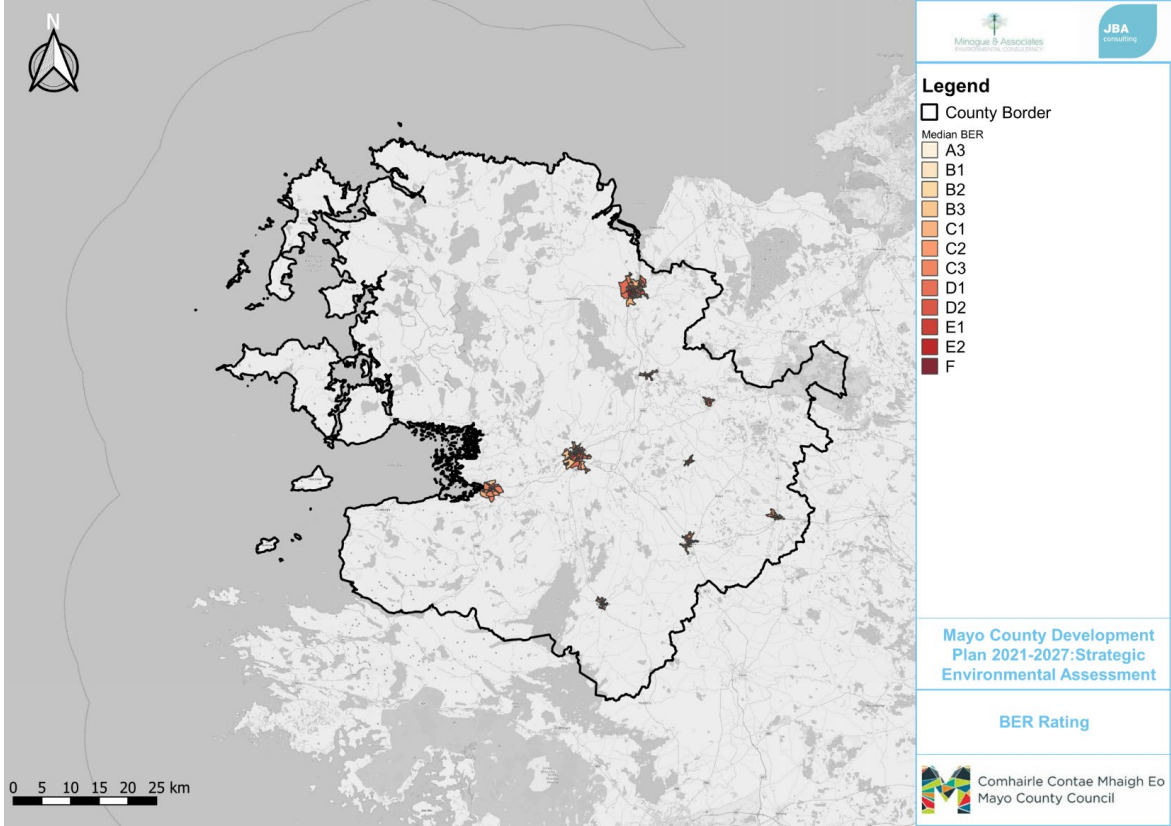 N
0 5 10 15 20 25 km
Minogue & Associates
ENVIRONMENTAL CONSULTANCY
JBA
consulting
Legend
County Border
Median BER
A3
B1
B2
B3
C1
C2
C3
D1
D2
E1
E2
F
Mayo County Development
Plan 2021-2027:Strategic
Environmental Assessment
BER Rating
Comhairle Contae Mhaigh Eo
Mayo County Council